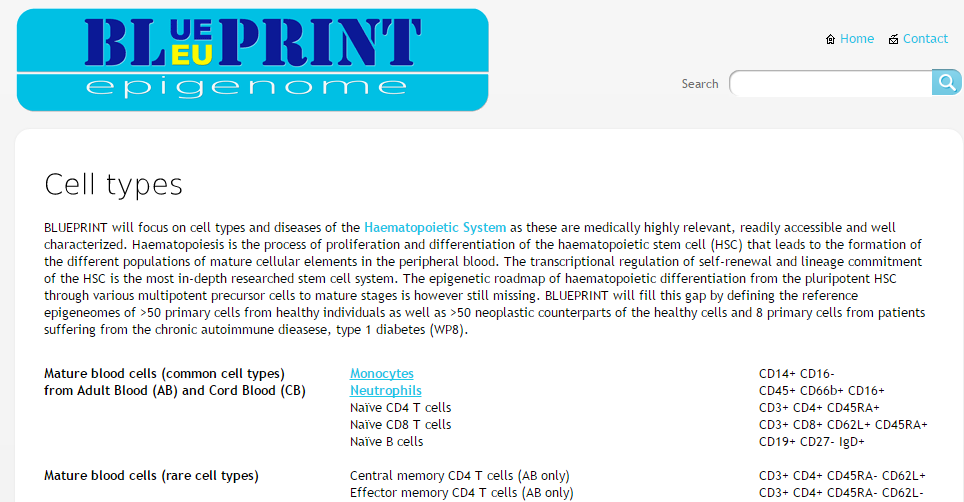 BLUEPRINT
EU
epigenome
Home
Contact
Search
Cell types
BLUEPRINT will focus on cell types and diseases of the Haematopoietic System as these are medically highly relevant, readily accessible and well
characterized. Haematopoiesis is the process of proliferation and differentiation of the haematopoietic stem cell (HSC) that leads to the formation of
the different populations of mature cellular elements in the peripheral blood. The transcriptional regulation of self-renewal and lineage commitment
of the HSC is the most in-depth researched stem cell system. The epigenetic roadmap of haematopoietic differentiation from the pluripotent HSC
through various multipotent precursor cells to mature stages is however still missing. BLUEPRINT will fill this gap by defining the reference
epigeneomes of >50 primary cells from healthy individuals as well as >50 neoplastic counterparts of the healthy cells and 8 primary cells from patients
suffering from the chronic autoimmune dieasese, type 1 diabetes (WP8).
Mature blood cells (common cell types) Monocytes CD14+ CD16-
from Adult Blood (AB) and Cord Blood (CB) Neutrophils CD45+ CD66b+ CD16+
Naïve CD4 T cells CD3+ CD4+ CD45RA+
Naïve CD8 T cells CD3+ CD8+ CD62L+ CD45RA+
Naïve B cells CD19+ CD27- IgD+
Mature blood cells (rare cell types) Central memory CD4 T cells (AB only) CD3+ CD4+ CD45RA- CD62L+
Effector memory CD4 T cells (AB only) CD3+ CD4+ CD45RA- CD62L-